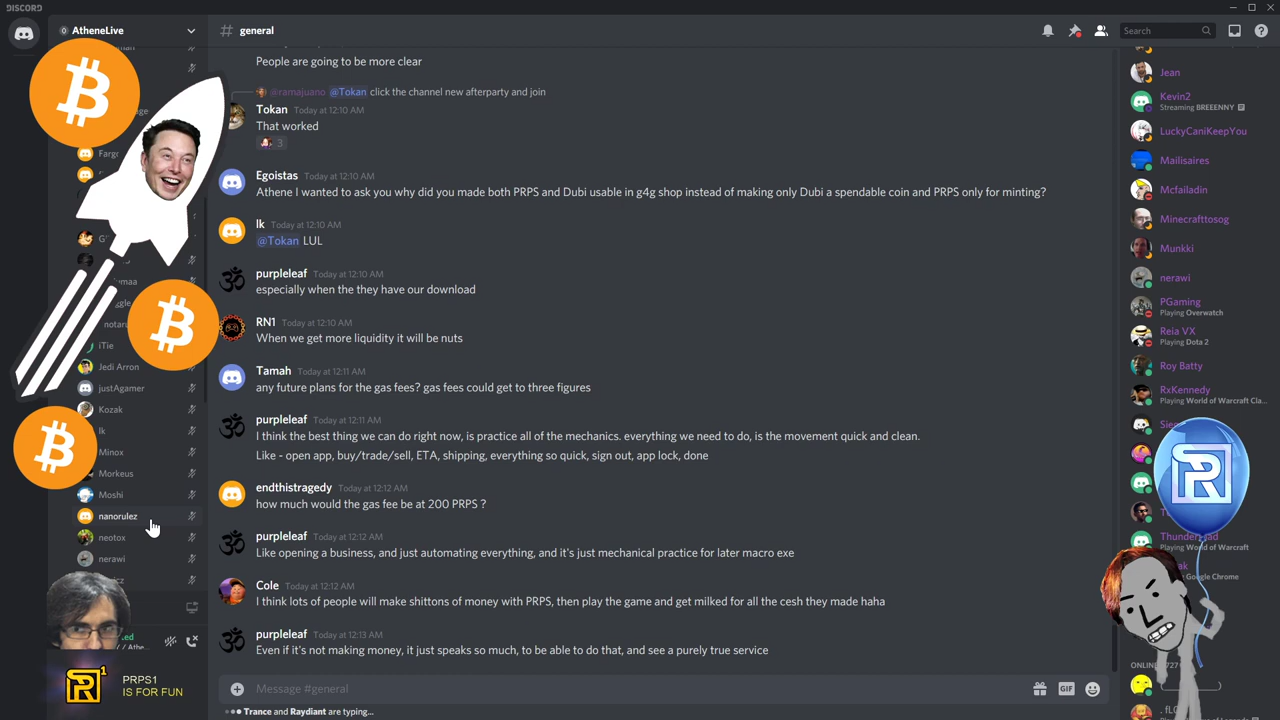 DISCORD
AtheneLive
general
Search
People are going to be more clear
@ramajuano @Tokan click the channel new afterparty and join
Tokan Today at 12:10 AM
That worked
3
Egoistas Today at 12:10 AM
Athene I wanted to ask you why did you made both PRPS and Dubi usable in g4g shop instead of making only Dubi a spendable coin and PRPS only for minting?
lk Today at 12:10 AM
@Tokan LUL
purpleleaf Today at 12:10 AM
especially when the they have our download
RN1 Today at 12:10 AM
When we get more liquidity it will be nuts
Tamah Today at 12:11 AM
any future plans for the gas fees? gas fees could get to three figures
purpleleaf Today at 12:11 AM
I think the best thing we can do right now, is practice all of the mechanics. everything we need to do, is the movement quick and clean.
Like - open app, buy/trade/sell, ETA, shipping, everything so quick, sign out, app lock, done
endthistragedy Today at 12:12 AM
how much would the gas fee be at 200 PRPS ?
purpleleaf Today at 12:12 AM
Like opening a business, and just automating everything, and it's just mechanical practice for later macro exe
Cole Today at 12:12 AM
I think lots of people will make shittons of money with PRPS, then play the game and get milked for all the cesh they made haha
purpleleaf Today at 12:13 AM
Even if it's not making money, it just speaks so much, to be able to do that, and see a purely true service
Message #general
GIF
Trance and Raydiant are typing...
iTie
Jedi Arron
justAgamer
Kozak
lk
Minox
Morkeus
Moshi
nanorulez
neotox
nerawi
PRPS1
IS FOR FUN
Jean
Kevin2
Streaming BREEENNY
LuckyCaniKeepYou
Mailisaires
Mcfailadin
Minecrafttosog
Munkki
nerawi
PGaming
Playing Overwatch
Reía VX
Playing Dota 2
Roy Batty
RxKennedy
Playing World of Warcraft Cla...
Playing World of Warcraft
Google Chrome